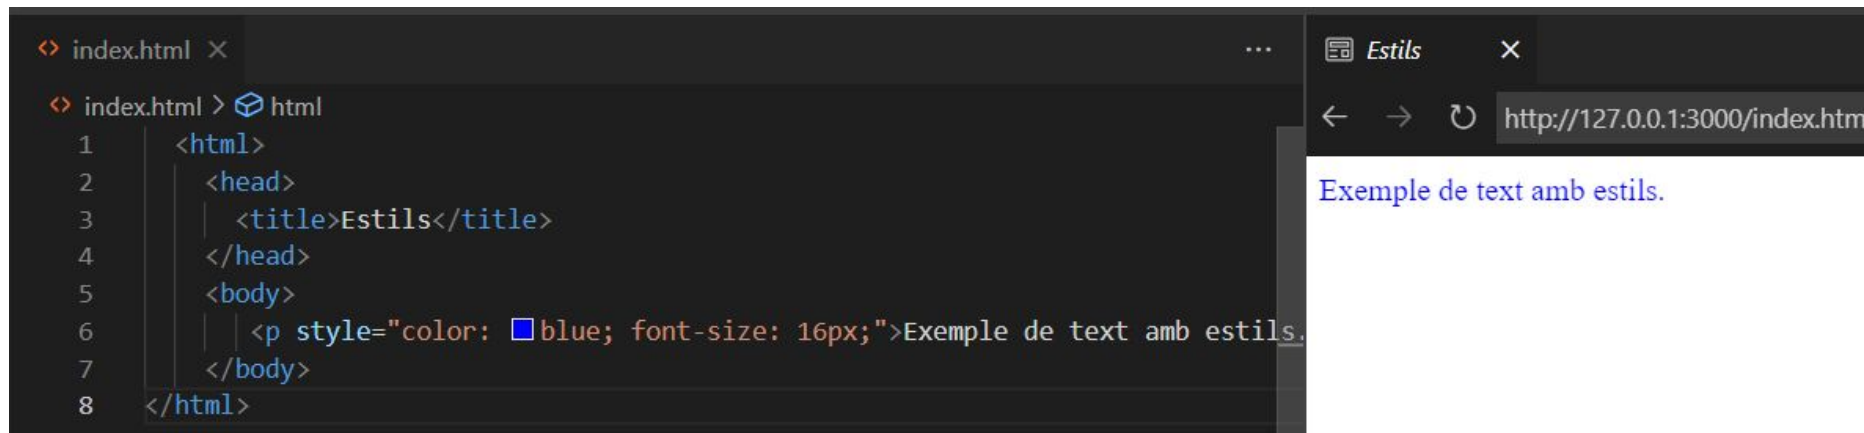 index.html
index.html > html
1 <html>
2 <head>
3 <title>Estils</title>
4 </head>
5 <body>
6 <p style="color: blue; font-size: 16px;">Exemple de text amb estils.
7 </body>
8 </html>
Estils
http://127.0.0.1:3000/index.htm
Exemple de text amb estils.